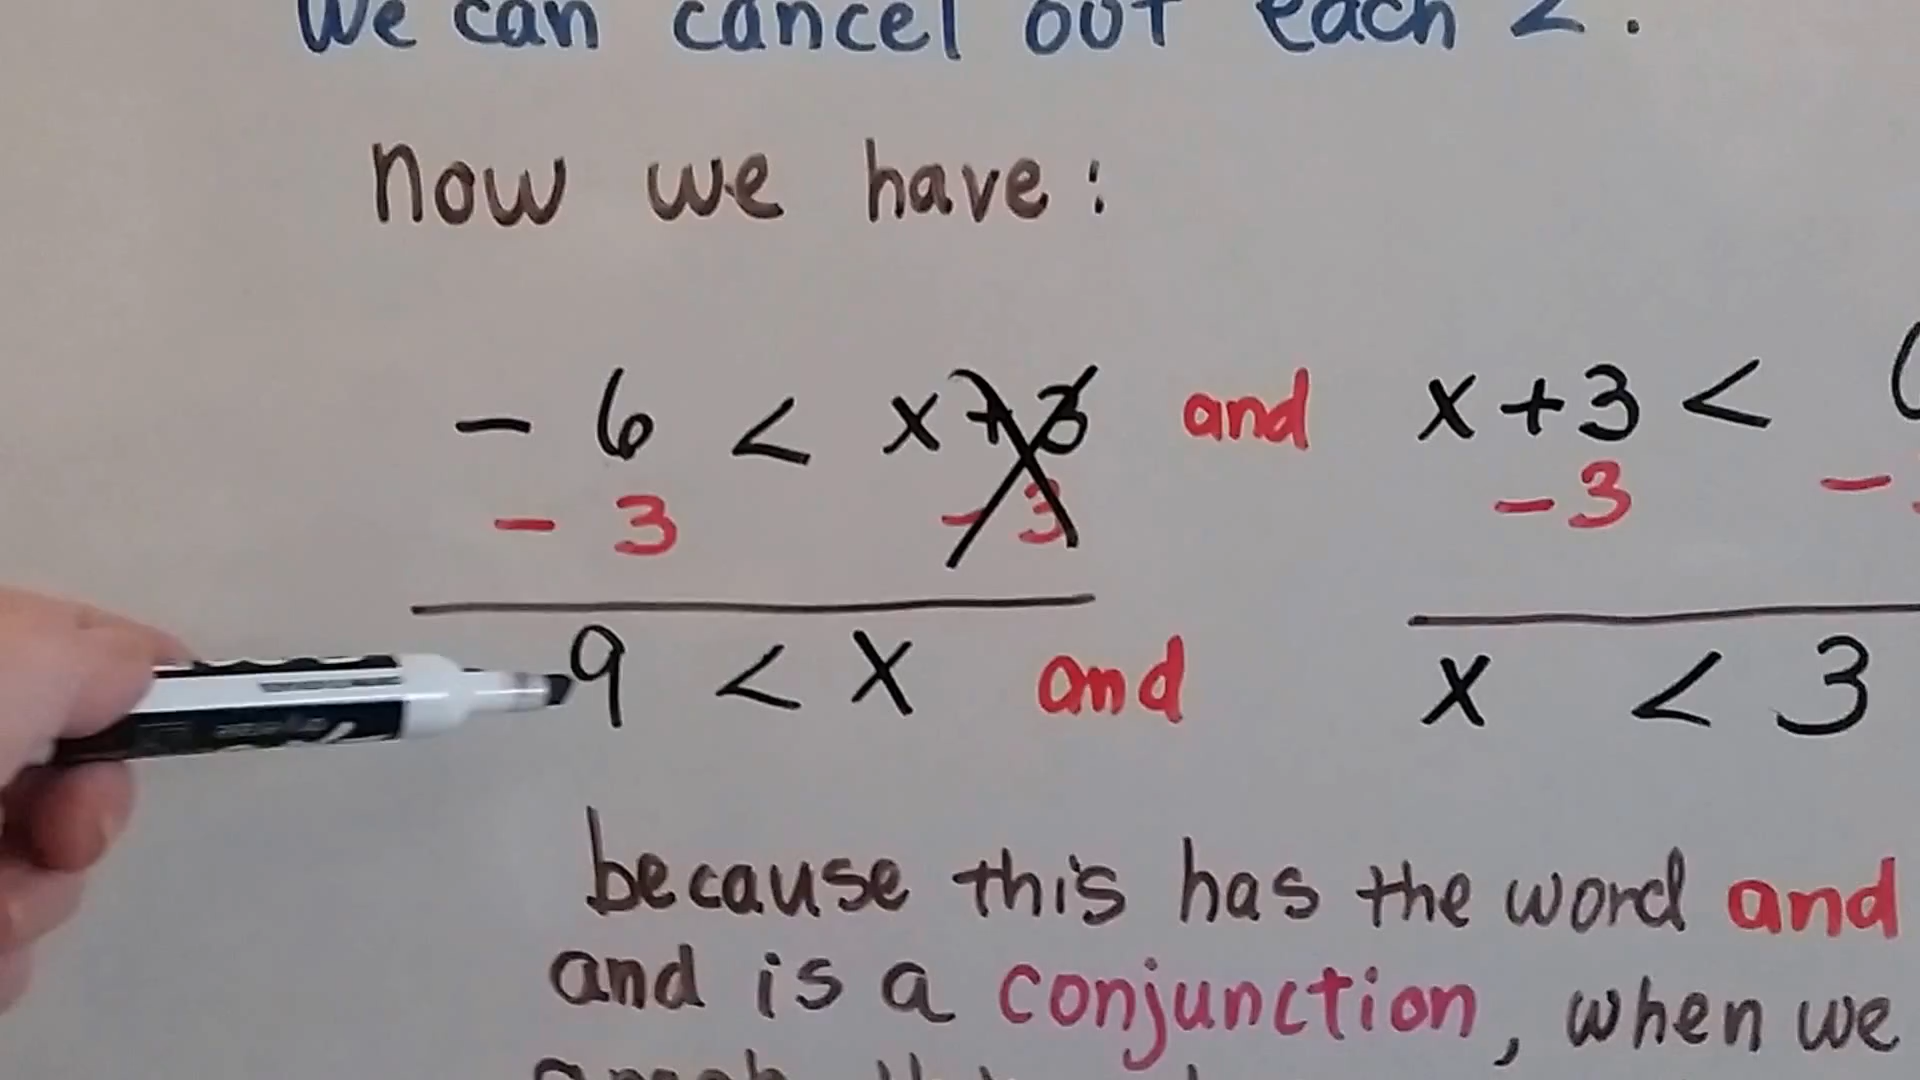 we can cancel out each 2.
now we have:
- 6 < x+3 and x+3 <
- 3 - 3 - 3 -
9 < x and x < 3
because this has the word and
and is a conjunction, when we